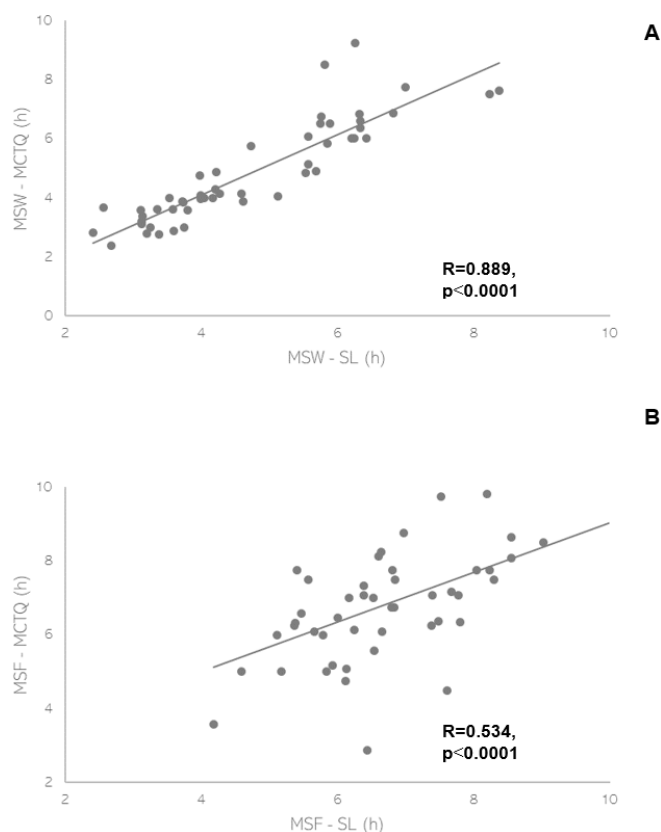 A
10
8
6
4
2
0
MSW - MCTQ (h)
R=0.889,
p<0.0001
2 4 6 8 10
MSW - SL (h)
B
10
8
6
4
2
MSF - MCTQ (h)
R=0.534,
p<0.0001
2 4 6 8 10
MSF - SL (h)